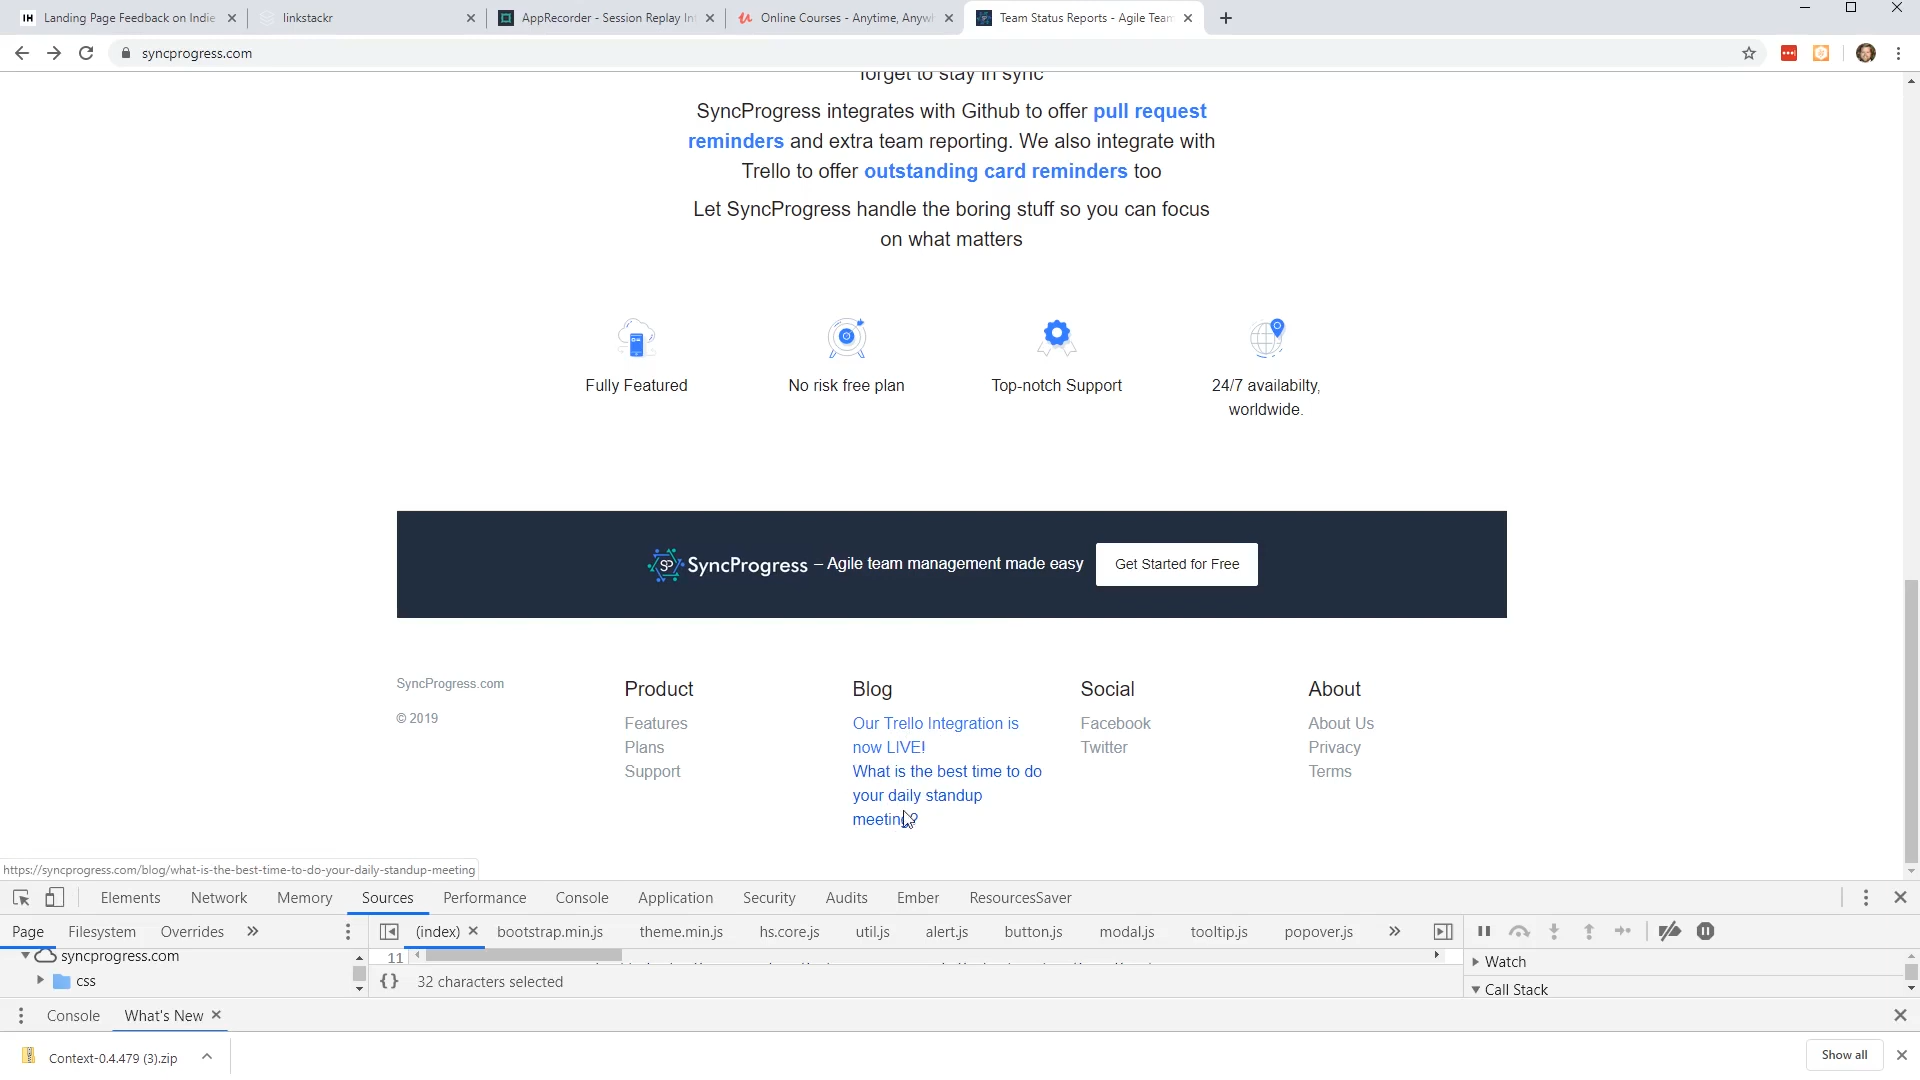 IH Landing Page Feedback on Indie
linkstackr
AppRecorder - Session Replay In
Online Courses - Anytime, Anyw
Team Status Reports - Agile Team
syncprogress.com
forget to stay in sync
SyncProgress integrates with Github to offer pull request
reminders and extra team reporting. We also integrate with
Trello to offer outstanding card reminders too
Let SyncProgress handle the boring stuff so you can focus
on what matters
Fully Featured
No risk free plan
Top-notch Support
24/7 availabilty,
worldwide.
SP SyncProgress – Agile team management made easy
Get Started for Free
SyncProgress.com
© 2019
Product
Features
Plans
Support
Blog
Our Trello Integration is
now LIVE!
What is the best time to do
your daily standup
meeting?
Social
Facebook
Twitter
About
About Us
Privacy
Terms
https://syncprogress.com/blog/what-is-the-best-time-to-do-your-daily-standup-meeting
Elements Network Memory Sources Performance Console Application Security Audits Ember ResourcesSaver
Page Filesystem Overrides
(index) bootstrap.min.js theme.min.js hs.core.js util.js alert.js button.js modal.js tooltip.js popover.js
syncprogress.com
css
11
{} 32 characters selected
Watch
Call Stack
Console What's New
Context-0.4.479 (3).zip
Show all